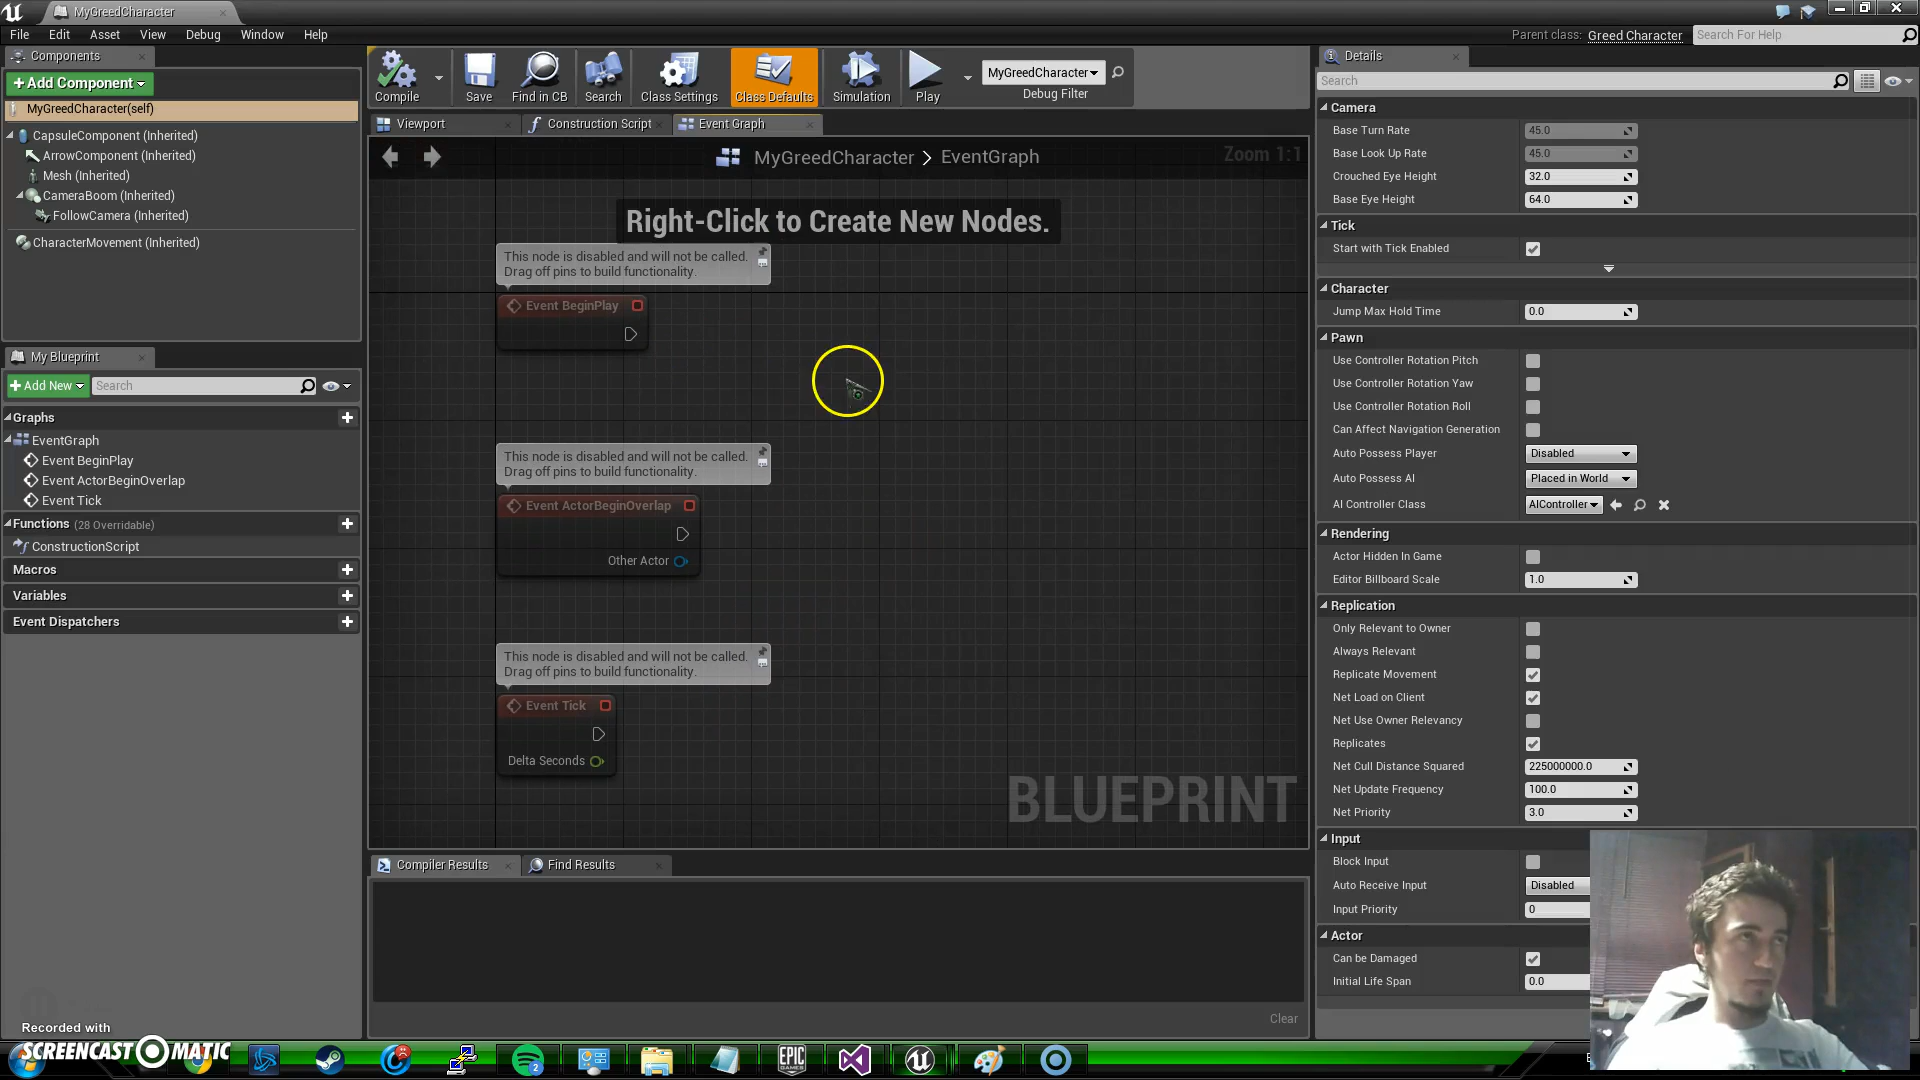 MyGreedCharacter
File Edit Asset View Debug Window Help
Parent class: Greed Character
Search For Help
Components
+Add Component
MyGreedCharacter(self)
CapsuleComponent (Inherited)
ArrowComponent (Inherited)
Mesh (Inherited)
CameraBoom (Inherited)
FollowCamera (Inherited)
CharacterMovement (Inherited)
My Blueprint
+Add New
Search
Graphs
EventGraph
Event BeginPlay
Event ActorBeginOverlap
Event Tick
Functions (28 Overridable)
ConstructionScript
Macros
Variables
Event Dispatchers
Compile
Save
Find in CB
Search
Class Settings
Class Defaults
Simulation
Play
MyGreedCharacter
Debug Filter
Viewport
Construction Script
Event Graph
MyGreedCharacter > EventGraph
Zoom 1:1
Right-Click to Create New Nodes.
This node is disabled and will not be called.
Drag off pins to build functionality.
Event BeginPlay
This node is disabled and will not be called.
Drag off pins to build functionality.
Event ActorBeginOverlap
Other Actor
This node is disabled and will not be called.
Drag off pins to build functionality.
Event Tick
Delta Seconds
BLUEPRINT
Compiler Results
Find Results
Clear
Details
Search
Camera
Base Turn Rate 45.0
Base Look Up Rate 45.0
Crouched Eye Height 32.0
Base Eye Height 64.0
Tick
Start with Tick Enabled
Character
Jump Max Hold Time 0.0
Pawn
Use Controller Rotation Pitch
Use Controller Rotation Yaw
Use Controller Rotation Roll
Can Affect Navigation Generation
Auto Possess Player Disabled
Auto Possess AI Placed in World
AI Controller Class AIController
Rendering
Actor Hidden In Game
Editor Billboard Scale 1.0
Replication
Only Relevant to Owner
Always Relevant
Replicate Movement
Net Load on Client
Net Use Owner Relevancy
Replicates
Net Cull Distance Squared 225000000.0
Net Update Frequency 100.0
Net Priority 3.0
Input
Block Input
Auto Receive Input Disabled
Input Priority 0
Actor
Can be Damaged
Initial Life Span 0.0
Recorded with
SCREENCAST MATIC
2
EPIC
GAMES